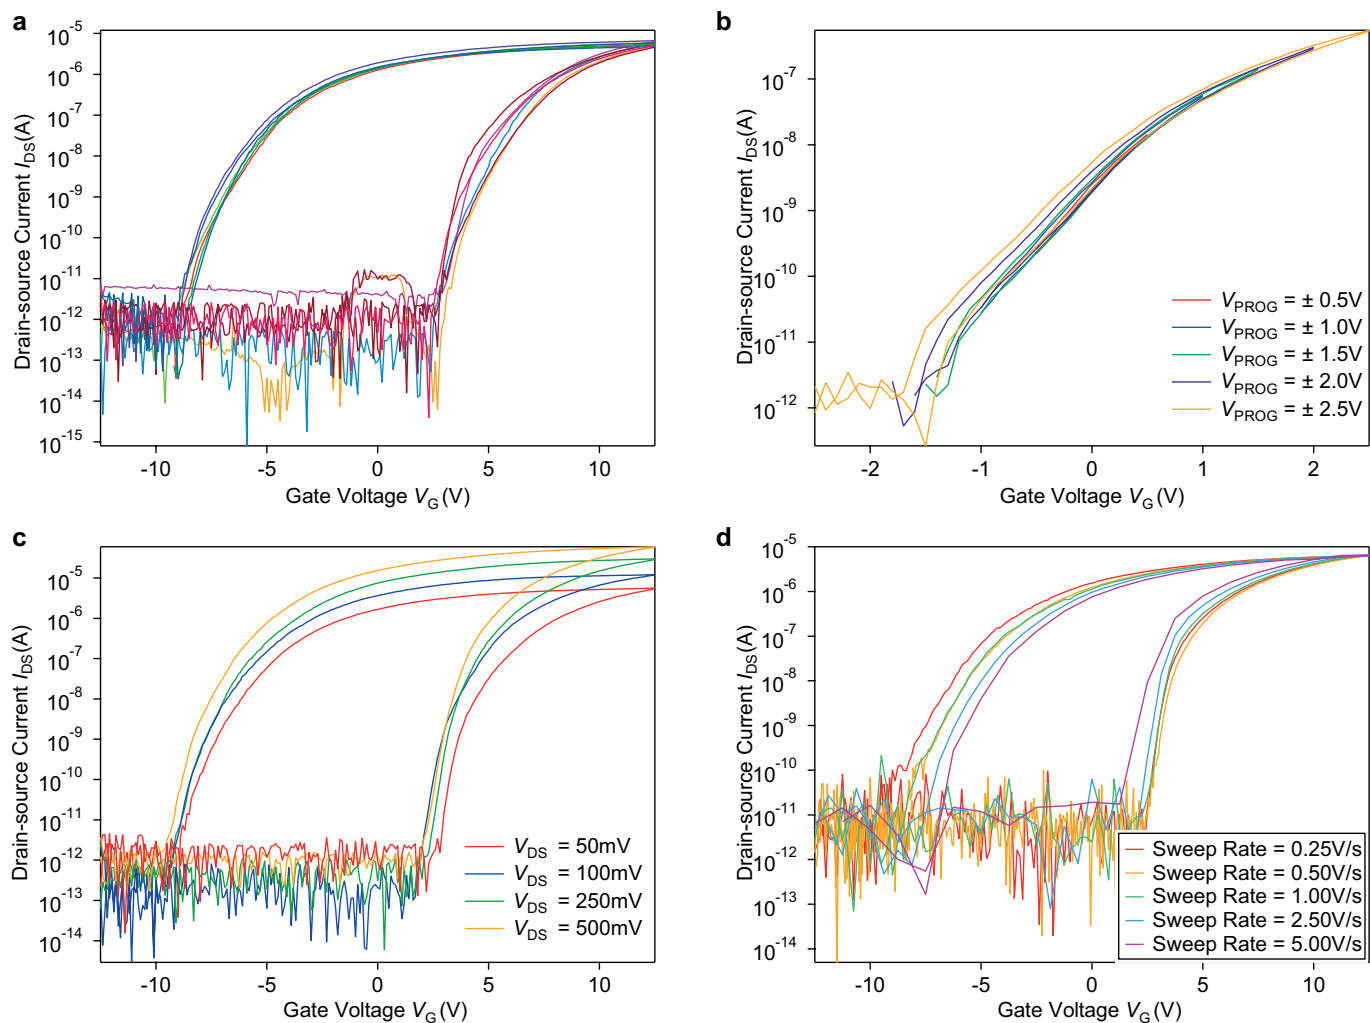 a
10⁻⁵
10⁻⁶
10⁻⁷
10⁻⁸
10⁻⁹
10⁻¹⁰
10⁻¹¹
10⁻¹²
10⁻¹³
10⁻¹⁴
10⁻¹⁵
Drain-source Current I_DS (A)
-10 -5 0 5 10
Gate Voltage V_G (V)
b
10⁻⁷
10⁻⁸
10⁻⁹
10⁻¹⁰
10⁻¹¹
10⁻¹²
Drain-source Current I_DS (A)
V_PROG = ± 0.5V
V_PROG = ± 1.0V
V_PROG = ± 1.5V
V_PROG = ± 2.0V
V_PROG = ± 2.5V
-2 -1 0 1 2
Gate Voltage V_G (V)
c
10⁻⁵
10⁻⁶
10⁻⁷
10⁻⁸
10⁻⁹
10⁻¹⁰
10⁻¹¹
10⁻¹²
10⁻¹³
10⁻¹⁴
Drain-source Current I_DS (A)
V_DS = 50mV
V_DS = 100mV
V_DS = 250mV
V_DS = 500mV
-10 -5 0 5 10
Gate Voltage V_G (V)
d
10⁻⁵
10⁻⁶
10⁻⁷
10⁻⁸
10⁻⁹
10⁻¹⁰
10⁻¹¹
10⁻¹²
10⁻¹³
10⁻¹⁴
Drain-source Current I_DS (A)
Sweep Rate = 0.25V/s
Sweep Rate = 0.50V/s
Sweep Rate = 1.00V/s
Sweep Rate = 2.50V/s
Sweep Rate = 5.00V/s
-10 -5 0 5 10
Gate Voltage V_G (V)